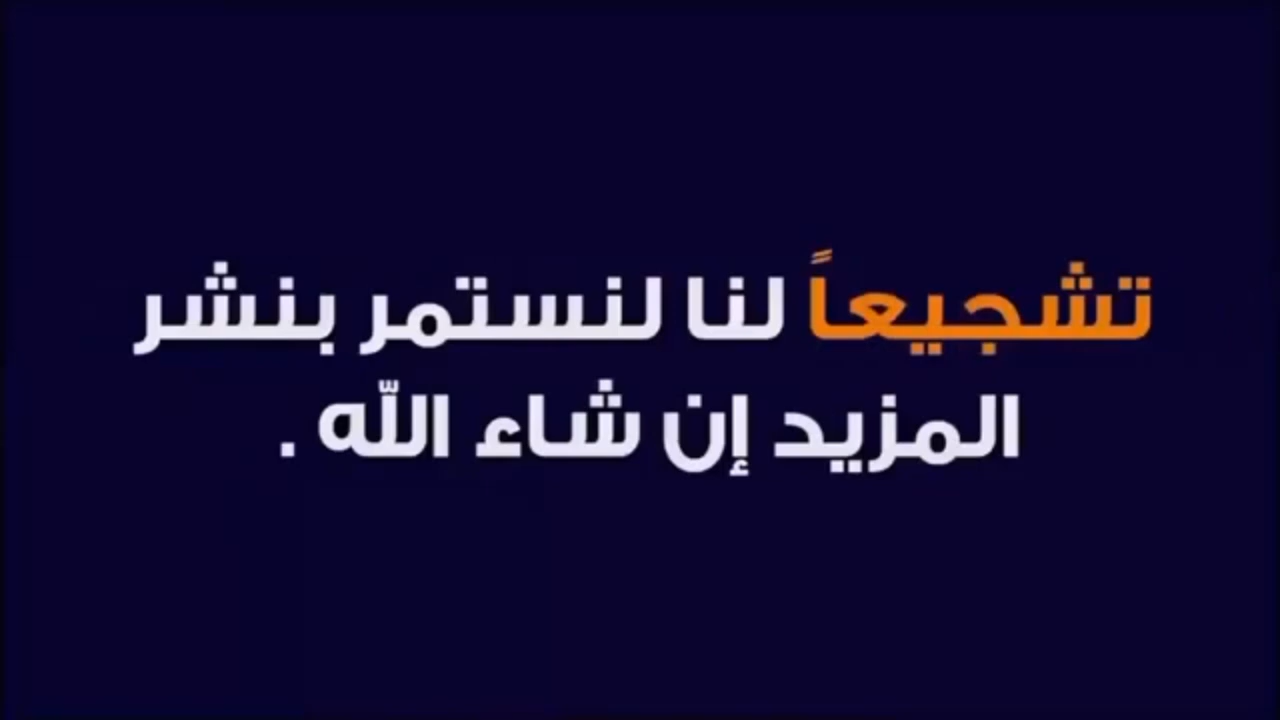 تشجيعاً لنا لنستمر بنشر
المزيد إن شاء اللّه .